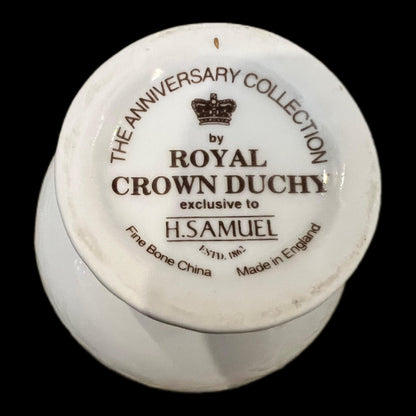 THE ANNIVERSARY COLLECTION
by
ROYAL
CROWN DUCHY
exclusive to
H.SAMUEL
ESTD. 1862
Fine Bone China Made in England